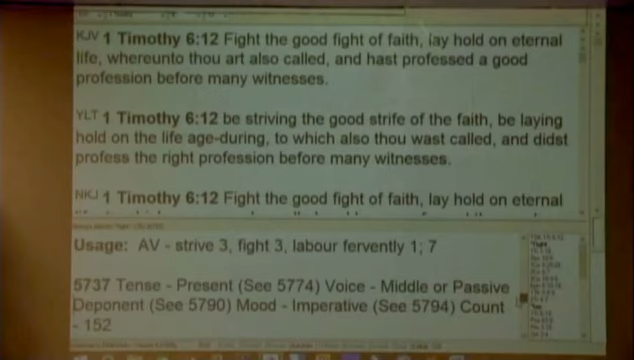 KJV 1 Timothy 6:12 Fight the good fight of faith, lay hold on eternal
life, whereunto thou art also called, and hast professed a good
profession before many witnesses.
YLT 1 Timothy 6:12 be striving the good strife of the faith, be laying
hold on the life age-during, to which also thou wast called, and didst
profess the right profession before many witnesses.
NKJ 1 Timothy 6:12 Fight the good fight of faith, lay hold on eternal
Usage: AV - strive 3, fight 3, labour fervently 1; 7
5737 Tense - Present (See 5774) Voice - Middle or Passive
Deponent (See 5790) Mood - Imperative (See 5794) Count
- 152